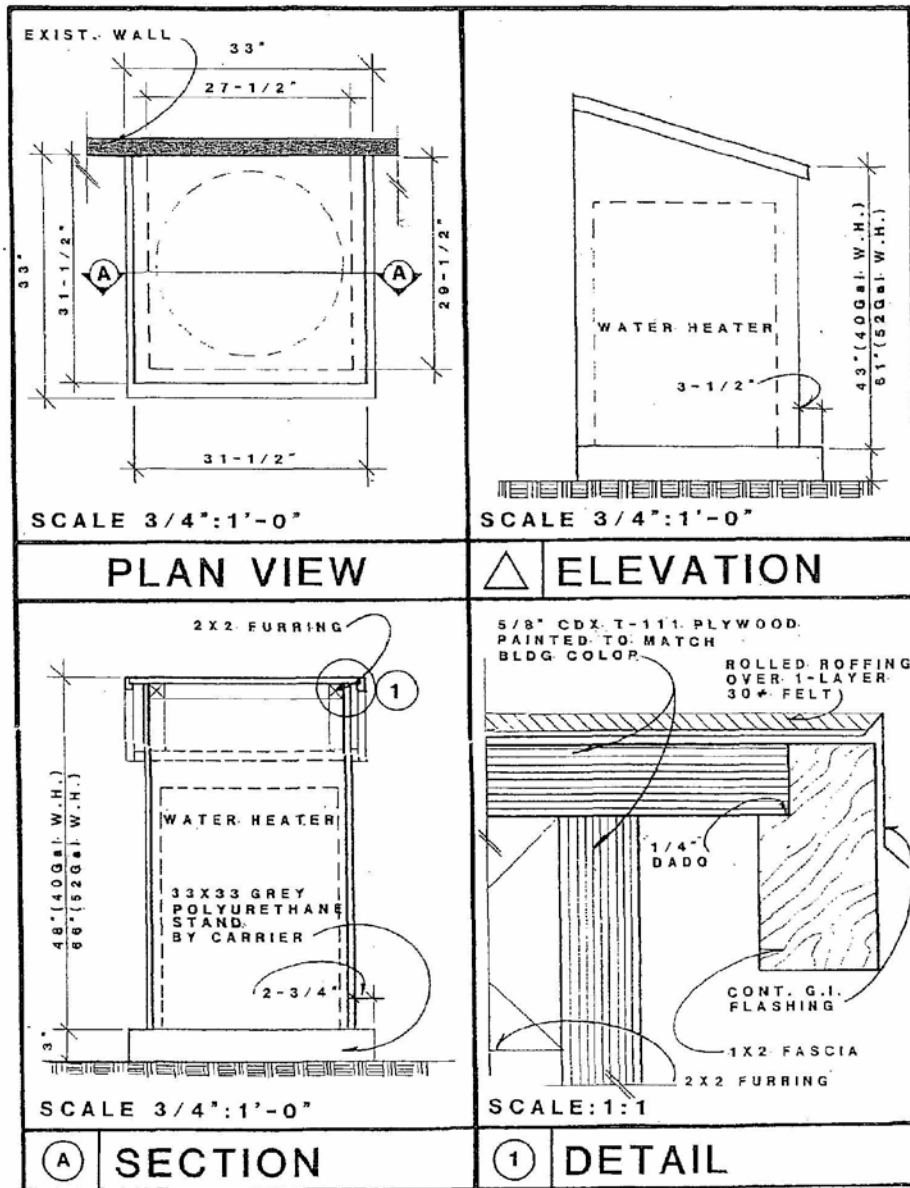 EXIST. WALL
33"
27-1/2"
33"
31-1/2"
A
A
29-1/2"
31-1/2"
SCALE 3/4":1'-0"
PLAN VIEW
WATER HEATER
3-1/2"
43"(40Gal W.H.)
61"(52Gal W.H.)
SCALE 3/4":1'-0"
ELEVATION
2X2 FURRING
1
48"(40Gal W.H.)
66"(52Gal W.H.)
WATER HEATER
33X33 GREY
POLYURETHANE
STAND
BY CARRIER
2-3/4"
3"
SCALE 3/4":1'-0"
A SECTION
5/8" CDX T-111 PLYWOOD
PAINTED TO MATCH
BLDG COLOR
ROLLED ROFFING
OVER 1-LAYER
30# FELT
1/4"
DADO
CONT. G.I.
FLASHING
1X2 FASCIA
2X2 FURRING
SCALE:1:1
1 DETAIL